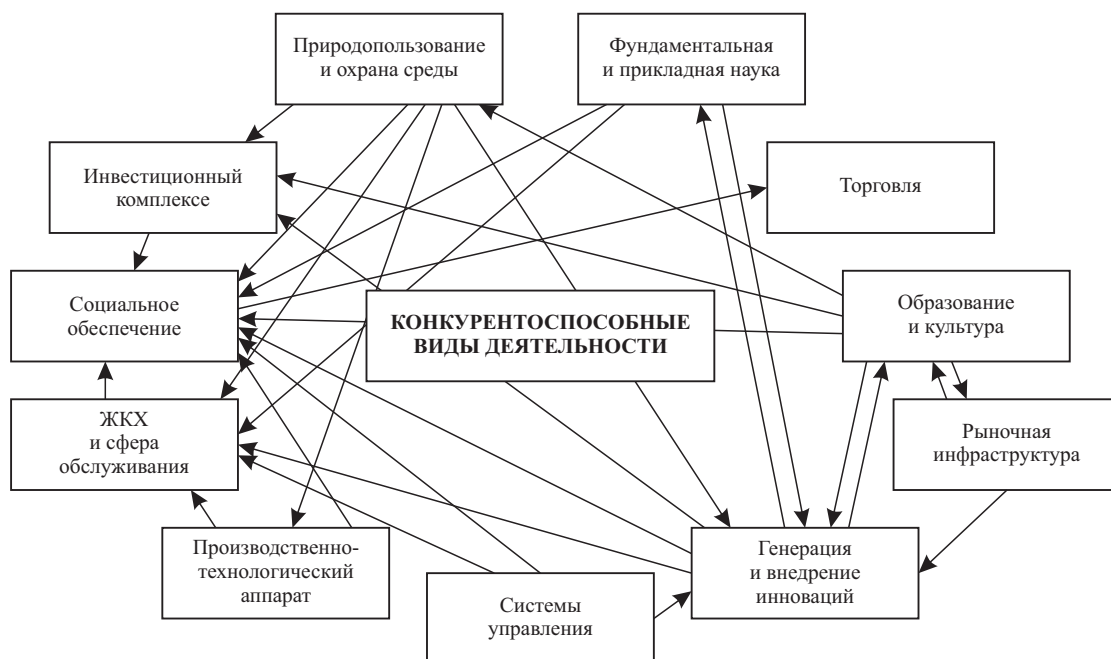 Природопользование
и охрана среды
Фундаментальная
и прикладная наука
Инвестиционный
комплексе
Торговля
Социальное
обеспечение
КОНКУРЕНТОСПОСОБНЫЕ
ВИДЫ ДЕЯТЕЛЬНОСТИ
Образование
и культура
ЖКХ
и сфера
обслуживания
Рыночная
инфраструктура
Производственно-
технологический
аппарат
Системы
управления
Генерация
и внедрение
инноваций